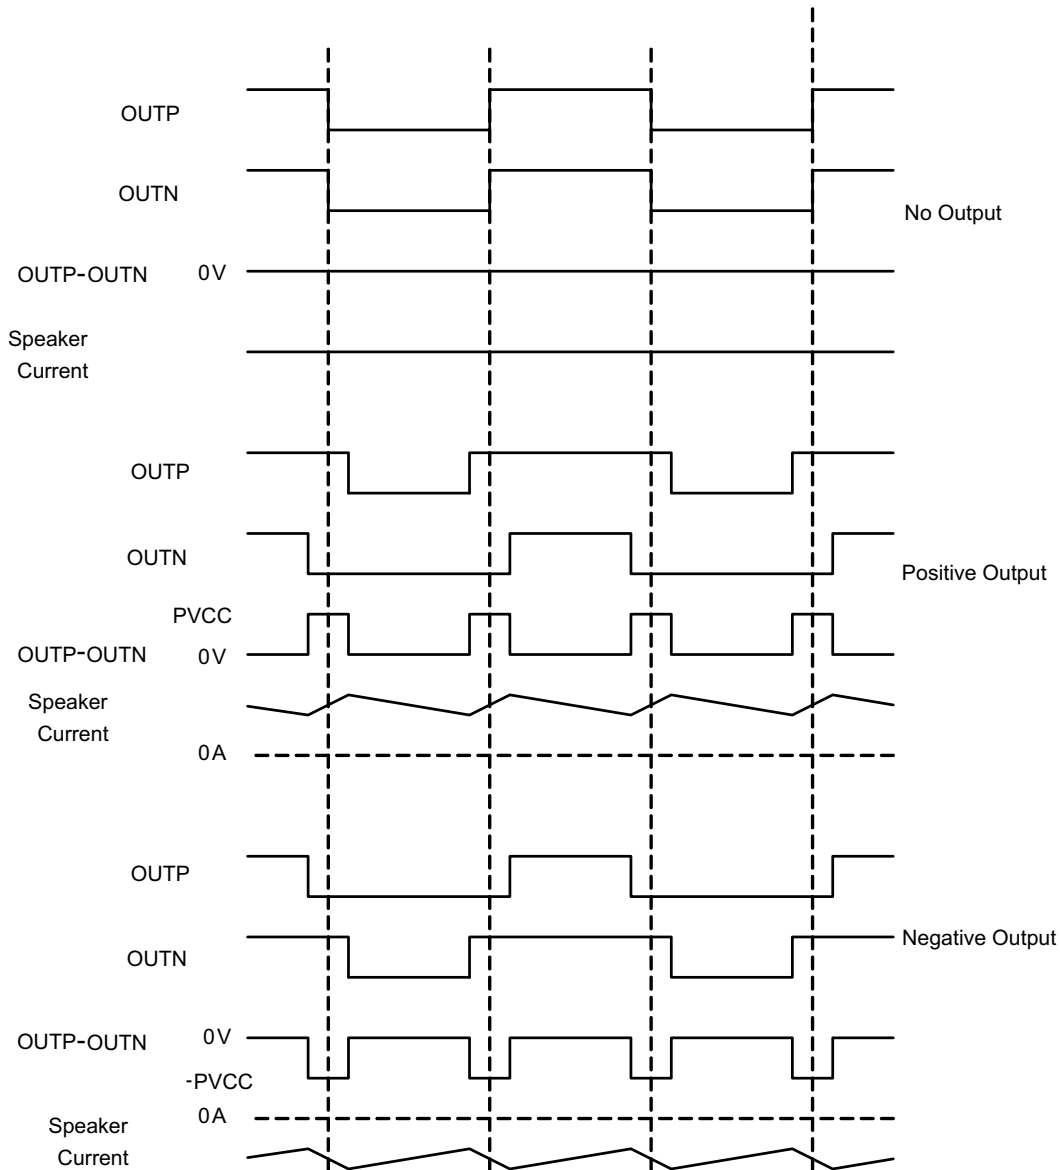 OUTP
OUTN
No Output
OUTP-OUTN 0V
Speaker
Current
OUTP
OUTN
Positive Output
PVCC
OUTP-OUTN 0V
Speaker
Current
0A
OUTP
Negative Output
OUTN
OUTP-OUTN 0V
-PVCC
0A
Speaker
Current